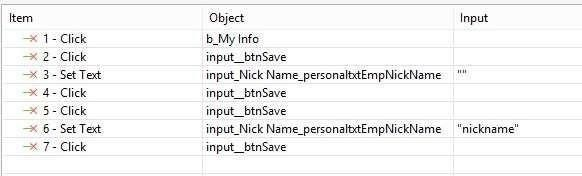 Item Object Input
1 - Click b_My Info
2 - Click input__btnSave
3 - Set Text input_Nick Name_personaltxtEmpNickName ""
4 - Click input__btnSave
5 - Click input__btnSave
6 - Set Text input_Nick Name_personaltxtEmpNickName "nickname"
7 - Click input__btnSave